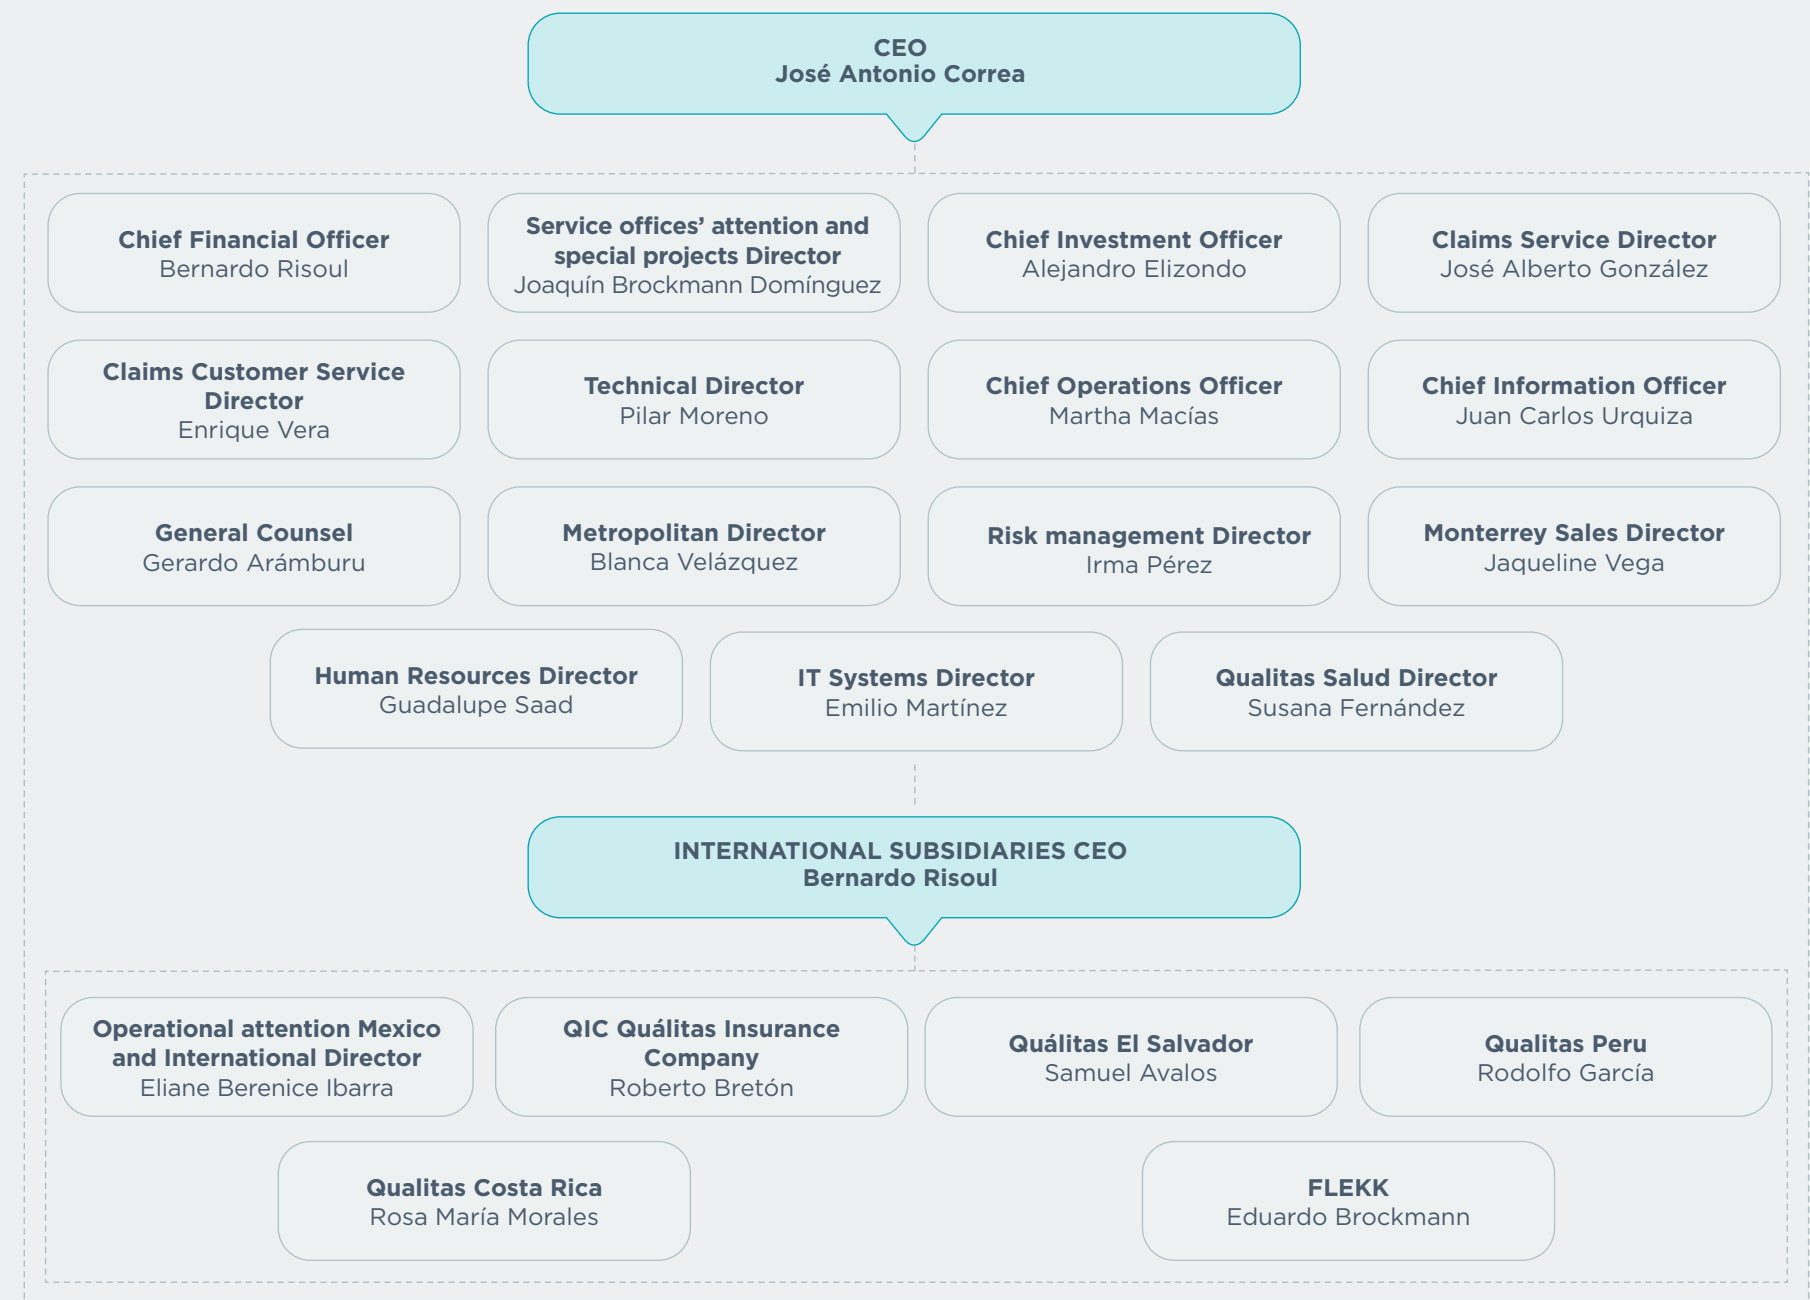 CEO
José Antonio Correa
Chief Financial Officer
Bernardo Risoul
Service offices’ attention and
special projects Director
Joaquín Brockmann Domínguez
Chief Investment Officer
Alejandro Elizondo
Claims Service Director
José Alberto González
Claims Customer Service
Director
Enrique Vera
Technical Director
Pilar Moreno
Chief Operations Officer
Martha Macías
Chief Information Officer
Juan Carlos Urquiza
General Counsel
Gerardo Arámburu
Metropolitan Director
Blanca Velázquez
Risk management Director
Irma Pérez
Monterrey Sales Director
Jaqueline Vega
Human Resources Director
Guadalupe Saad
IT Systems Director
Emilio Martínez
Qualitas Salud Director
Susana Fernández
INTERNATIONAL SUBSIDIARIES CEO
Bernardo Risoul
Operational attention Mexico
and International Director
Eliane Berenice Ibarra
QIC Quálitas Insurance
Company
Roberto Bretón
Quálitas El Salvador
Samuel Avalos
Qualitas Peru
Rodolfo García
Qualitas Costa Rica
Rosa María Morales
FLEKK
Eduardo Brockmann